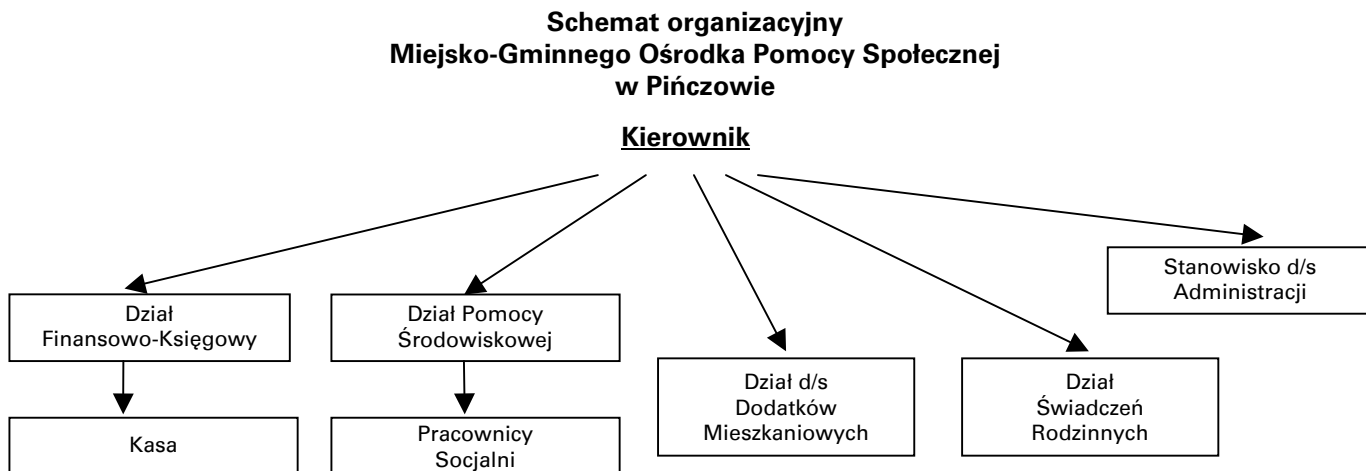 Schemat organizacyjny
Miejsko-Gminnego Ośrodka Pomocy Społecznej
w Pińczowie
Kierownik
Stanowisko d/s
Administracji
Dział
Finansowo-Księgowy
Dział Pomocy
Środowiskowej
Dział d/s
Dodatków
Mieszkaniowych
Dział
Świadczeń
Rodzinnych
Kasa
Pracownicy
Socjalni